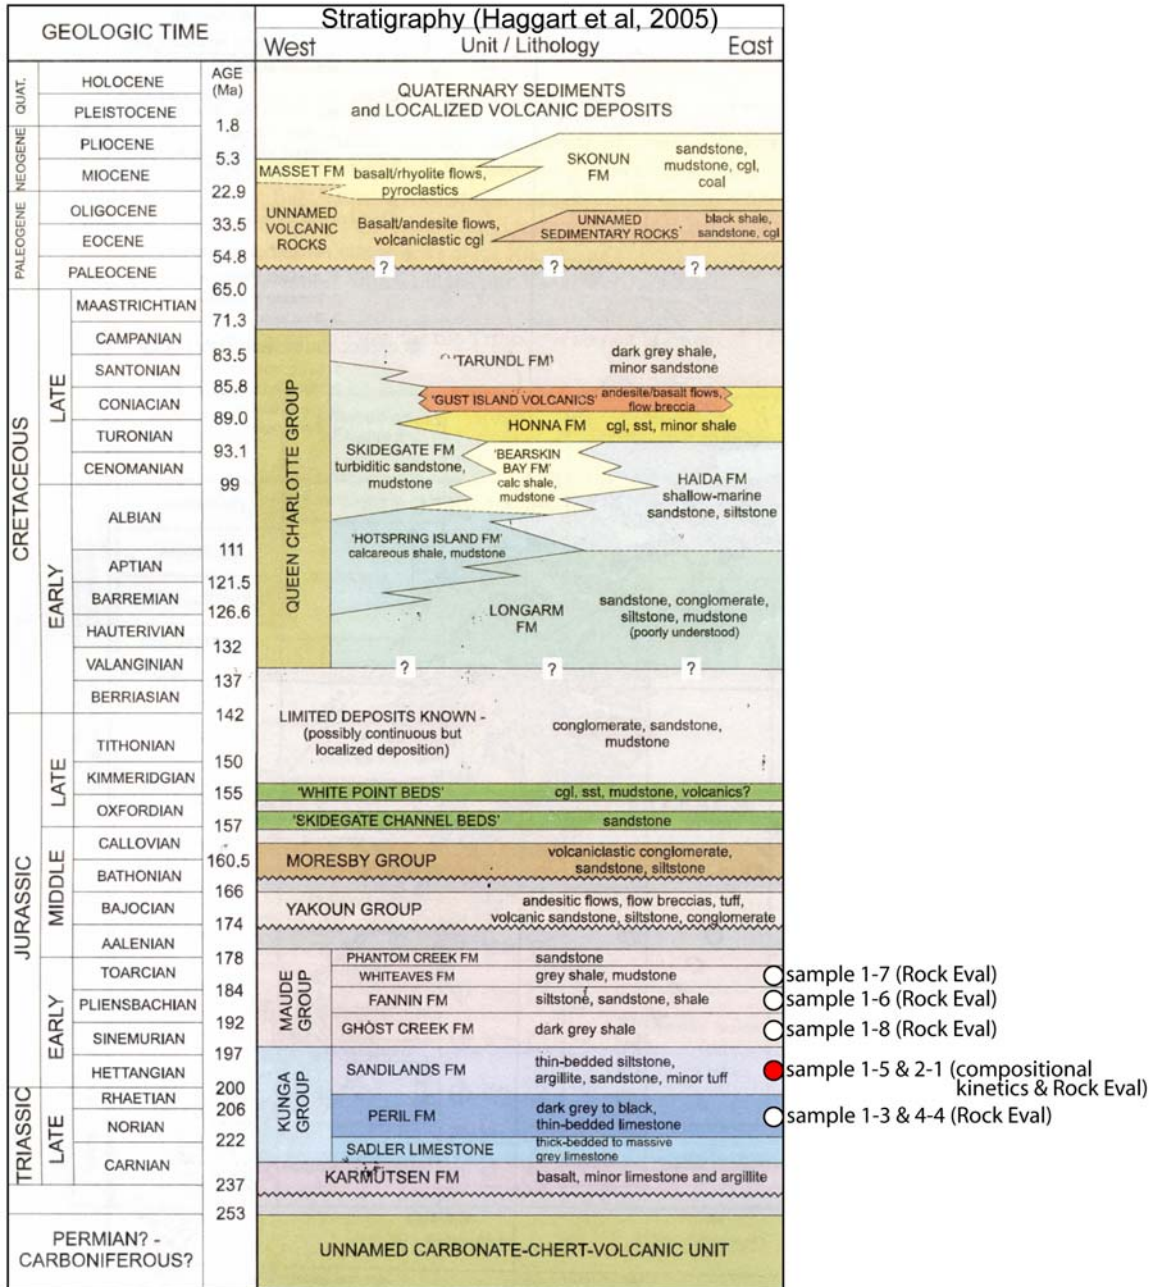 Stratigraphy (Haggart et al, 2005)
GEOLOGIC TIME
West Unit / Lithology East
AGE
(Ma)
QUAT.
HOLOCENE
PLEISTOCENE
1.8
NEOGENE
PLIOCENE
5.3
MIOCENE
22.9
PALEOGENE
OLIGOCENE
33.5
EOCENE
54.8
PALEOCENE
65.0
CRETACEOUS
LATE
MAASTRICHTIAN
71.3
CAMPANIAN
83.5
SANTONIAN
85.8
CONIACIAN
89.0
TURONIAN
93.1
CENOMANIAN
99
EARLY
ALBIAN
111
APTIAN
121.5
BARREMIAN
126.6
HAUTERIVIAN
132
VALANGINIAN
137
BERRIASIAN
142
JURASSIC
LATE
TITHONIAN
150
KIMMERIDGIAN
155
OXFORDIAN
157
MIDDLE
CALLOVIAN
160.5
BATHONIAN
166
BAJOCIAN
174
AALENIAN
178
EARLY
TOARCIAN
184
PLIENSBACHIAN
192
SINEMURIAN
197
HETTANGIAN
200
TRIASSIC
LATE
RHAETIAN
206
NORIAN
222
CARNIAN
237
253
PERMIAN? -
CARBONIFEROUS?
QUATERNARY SEDIMENTS
and LOCALIZED VOLCANIC DEPOSITS
MASSET FM
basalt/rhyolite flows,
pyroclastics
SKONUN
FM
sandstone,
mudstone, cgl,
coal
UNNAMED
VOLCANIC
ROCKS
Basalt/andesite flows,
volcaniclastic cgl
UNNAMED
SEDIMENTARY ROCKS
black shale,
sandstone, cgl
? ? ?
QUEEN CHARLOTTE GROUP
'TARUNDL FM'
dark grey shale,
minor sandstone
'GUST ISLAND VOLCANICS'
andesite/basalt flows,
flow breccia
HONNA FM cgl, sst, minor shale
SKIDEGATE FM
turbiditic sandstone,
mudstone
'BEARSKIN
BAY FM'
calc shale,
mudstone
HAIDA FM
shallow-marine
sandstone, siltstone
'HOTSPRING ISLAND FM'
calcareous shale, mudstone
LONGARM
FM
sandstone, conglomerate,
siltstone, mudstone
(poorly understood)
? ? ?
LIMITED DEPOSITS KNOWN -
(possibly continuous but
localized deposition)
conglomerate, sandstone,
mudstone
'WHITE POINT BEDS' cgl, sst, mudstone, volcanics?
'SKIDEGATE CHANNEL BEDS' sandstone
MORESBY GROUP
volcaniclastic conglomerate,
sandstone, siltstone
YAKOUN GROUP
andesitic flows, flow breccias, tuff,
volcanic sandstone, siltstone, conglomerate
MAUDE
GROUP
PHANTOM CREEK FM sandstone
WHITEAVES FM grey shale, mudstone
FANNIN FM siltstone, sandstone, shale
GHOST CREEK FM dark grey shale
KUNGA
GROUP
SANDILANDS FM
thin-bedded siltstone,
argillite, sandstone, minor tuff
PERIL FM
dark grey to black,
thin-bedded limestone
SADLER LIMESTONE
thick-bedded to massive
grey limestone
KARMUTSEN FM basalt, minor limestone and argillite
UNNAMED CARBONATE-CHERT-VOLCANIC UNIT
sample 1-7 (Rock Eval)
sample 1-6 (Rock Eval)
sample 1-8 (Rock Eval)
sample 1-5 & 2-1 (compositional
kinetics & Rock Eval)
sample 1-3 & 4-4 (Rock Eval)